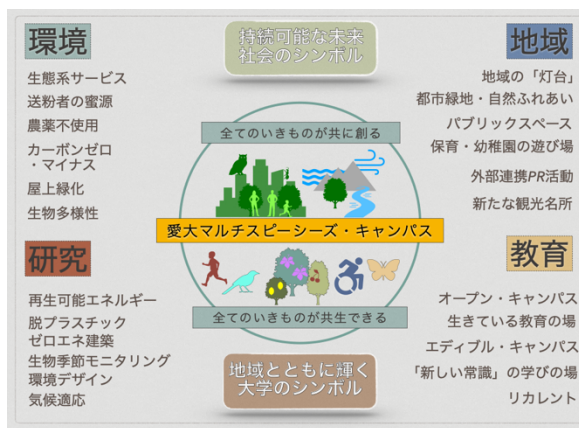 環境
生態系サービス
送粉者の蜜源
農薬不使用
カーボンゼロ
・マイナス
屋上緑化
生物多様性
持続可能な未来
社会のシンボル
地域
地域の「灯台」
都市緑地・自然ふれあい
パブリックスペース
保育・幼稚園の遊び場
外部連携PR活動
新たな観光名所
全てのいきものが共に創る
愛大マルチスピーシーズ・キャンパス
全てのいきものが共生できる
研究
再生可能エネルギー
脱プラスチック
ゼロエネ建築
生物季節モニタリング
環境デザイン
気候適応
地域とともに輝く
大学のシンボル
教育
オープン・キャンパス
生きている教育の場
エディブル・キャンパス
「新しい常識」の学びの場
リカレント